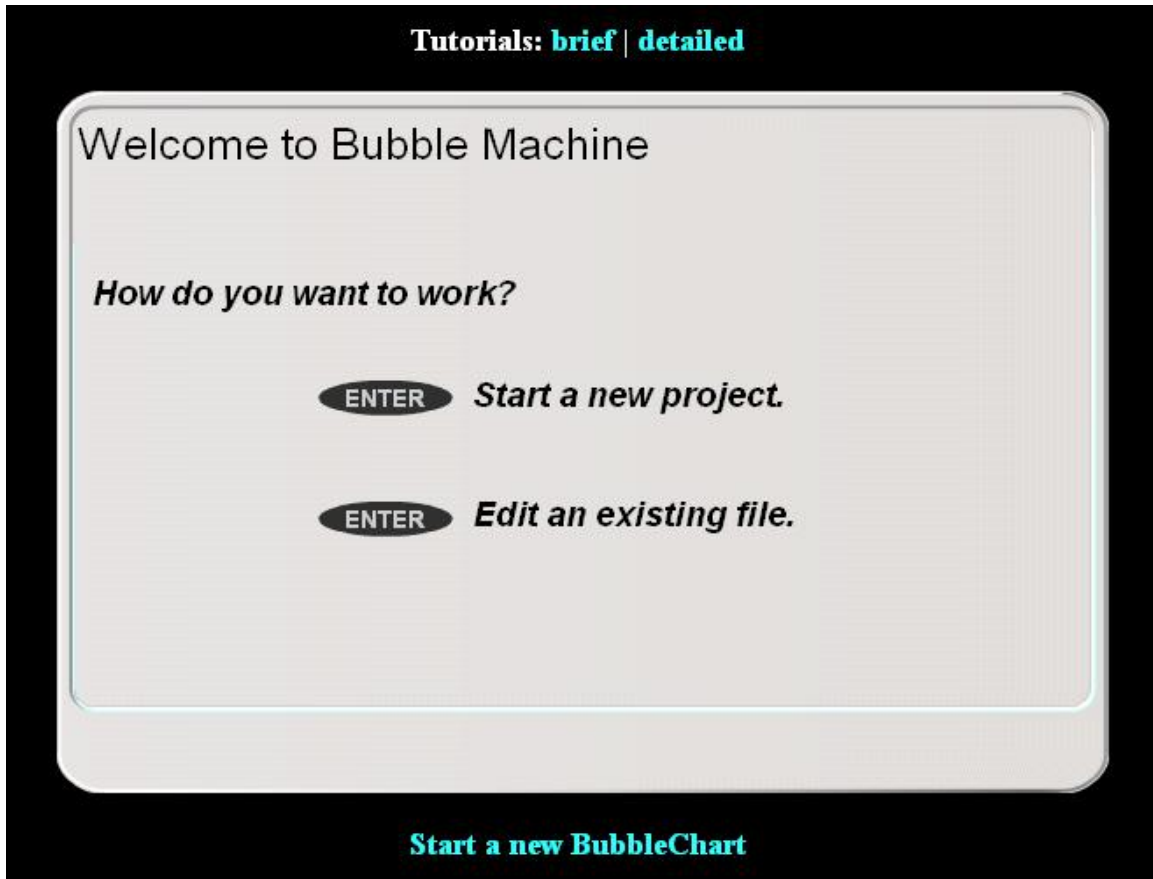 Tutorials: brief | detailed
Welcome to Bubble Machine
How do you want to work?
ENTER Start a new project.
ENTER Edit an existing file.
Start a new BubbleChart